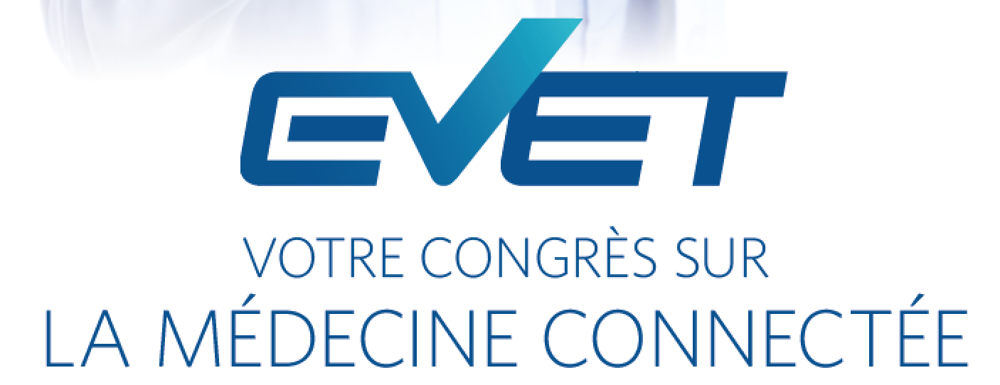 EVET
VOTRE CONGRÈS SUR
LA MÉDECINE CONNECTÉE